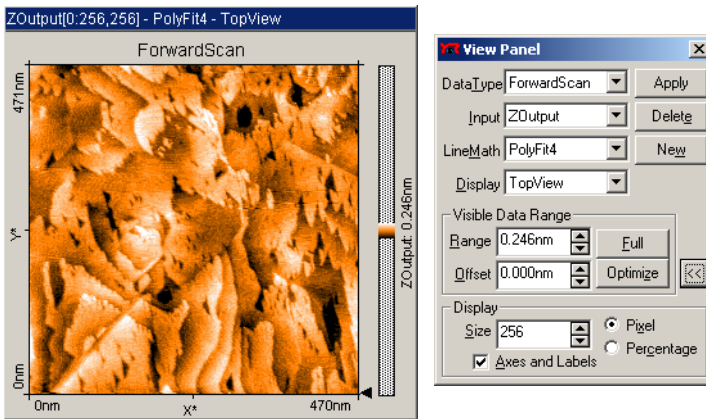 ZOutput[0:256,256] - PolyFit4 - TopView
ForwardScan
471nm
Y*
0nm
0nm
X*
470nm
ZOutput: 0.246nm
View Panel
DataType ForwardScan Apply
Input ZOutput Delete
LineMath PolyFit4 New
Display TopView
Visible Data Range
Range 0.246nm Full
Offset 0.000nm Optimize <<
Display
Size 256 Pixel
Percentage
Axes and Labels